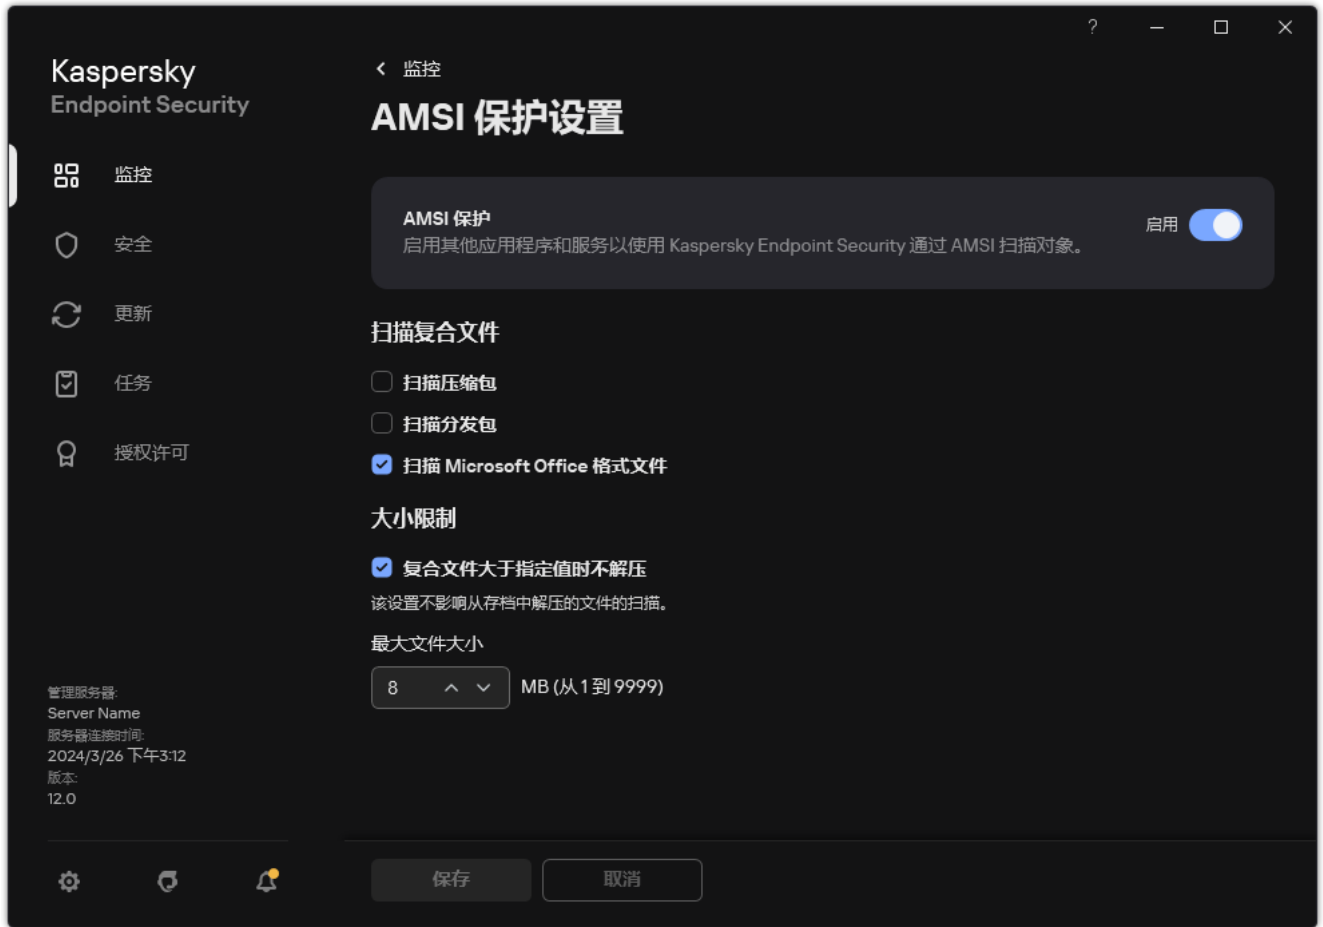 ?
Kaspersky
Endpoint Security
监控
安全
更新
任务
授权许可
管理服务器:
Server Name
服务器连接时间:
2024/3/26 下午3:12
版本:
12.0
监控
AMSI 保护设置
AMSI 保护
启用其他应用程序和服务以使用 Kaspersky Endpoint Security 通过 AMSI 扫描对象。
启用
扫描复合文件
扫描压缩包
扫描分发包
扫描 Microsoft Office 格式文件
大小限制
复合文件大于指定值时不解压
该设置不影响从存档中解压的文件的扫描。
最大文件大小
8 MB (从 1 到 9999)
保存 取消